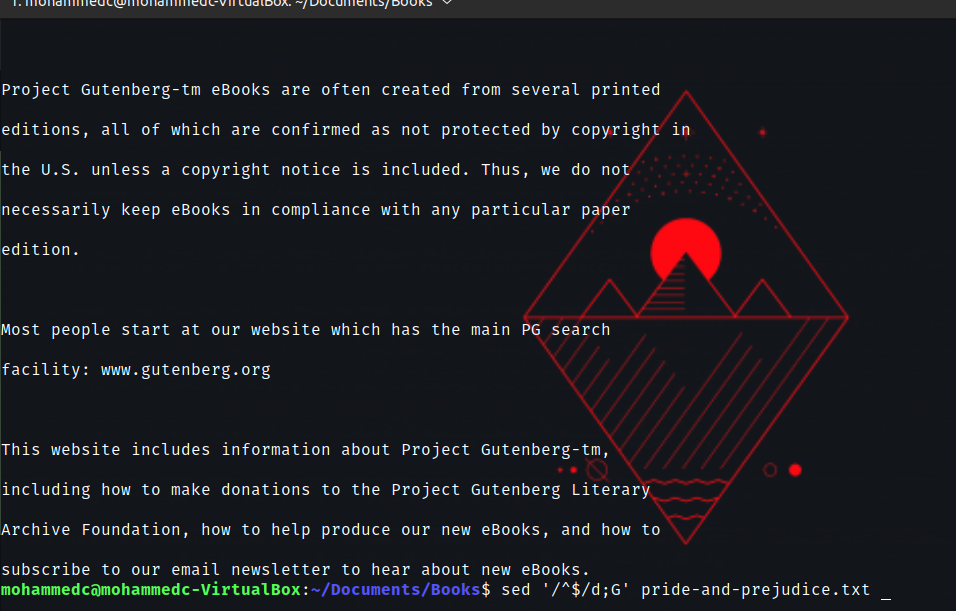 1. mohammedc@mohammedc-VirtualBox: ~/Documents/Books
Project Gutenberg-tm eBooks are often created from several printed
editions, all of which are confirmed as not protected by copyright in
the U.S. unless a copyright notice is included. Thus, we do not
necessarily keep eBooks in compliance with any particular paper
edition.
Most people start at our website which has the main PG search
facility: www.gutenberg.org
This website includes information about Project Gutenberg-tm,
including how to make donations to the Project Gutenberg Literary
Archive Foundation, how to help produce our new eBooks, and how to
subscribe to our email newsletter to hear about new eBooks.
mohammedc@mohammedc-VirtualBox:~/Documents/Books$ sed '/^$/d;G' pride-and-prejudice.txt _